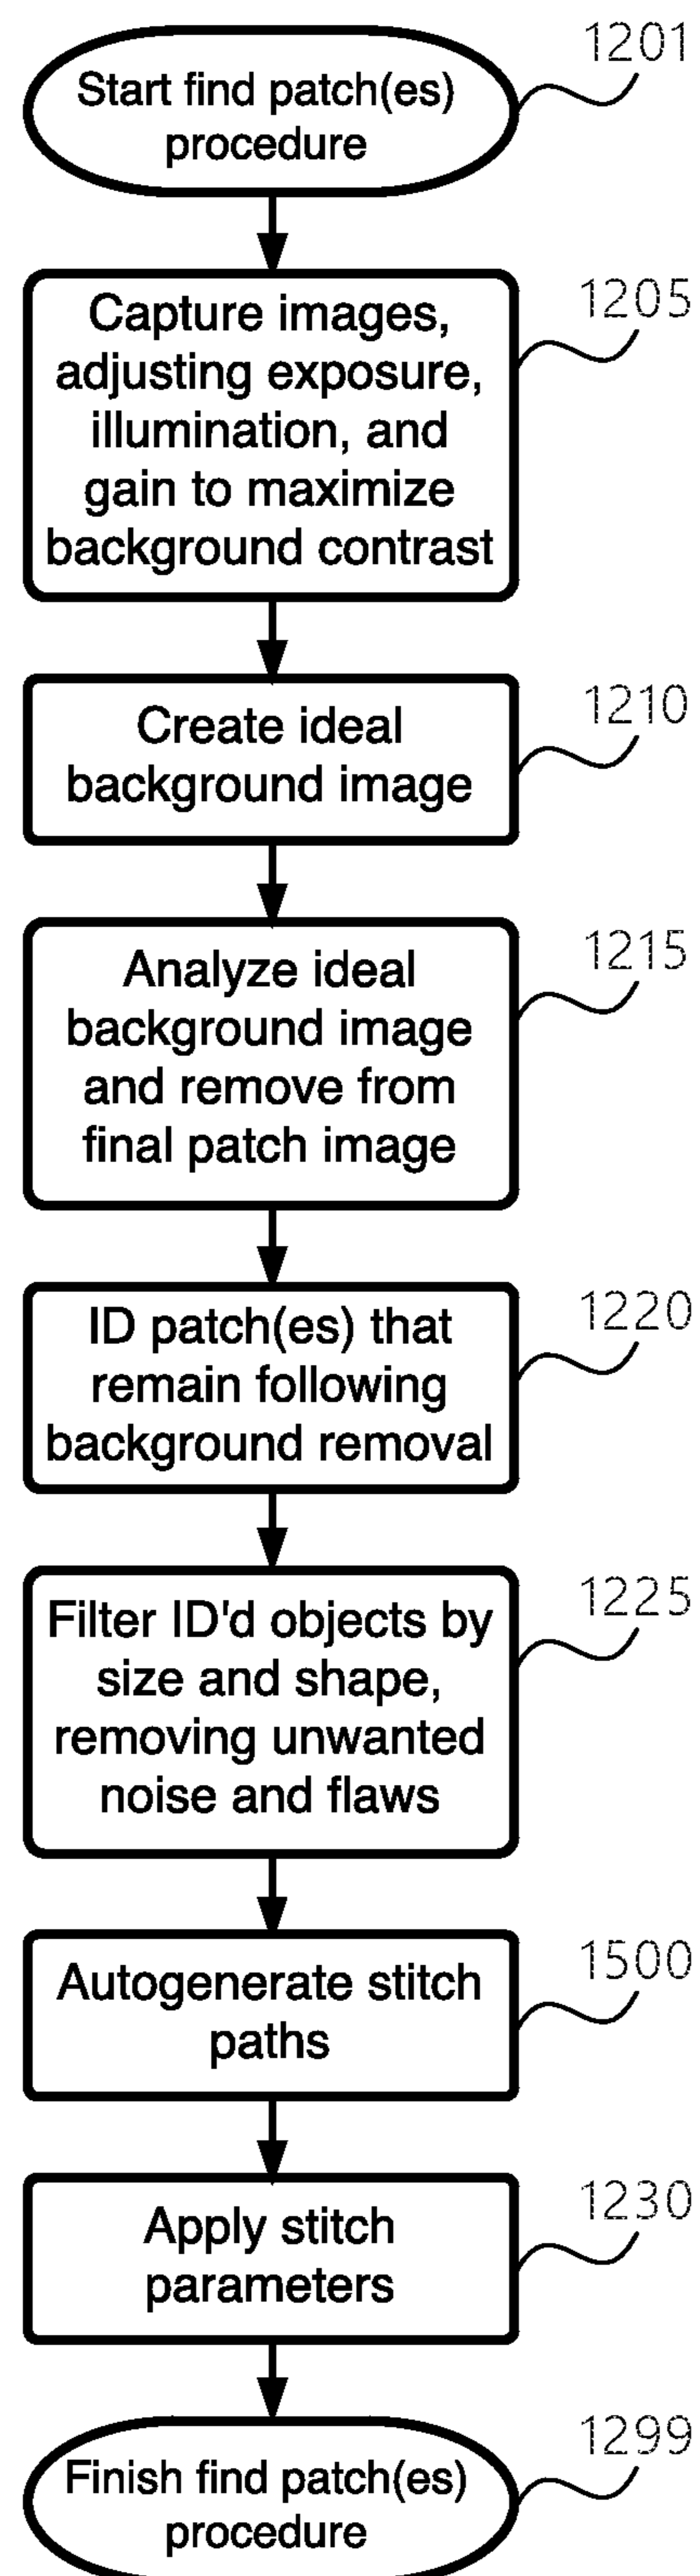 1201
Start find patch(es)
procedure
1205
Capture images,
adjusting exposure,
illumination, and
gain to maximize
background contrast
1210
Create ideal
background image
1215
Analyze ideal
background image
and remove from
final patch image
1220
ID patch(es) that
remain following
background removal
1225
Filter ID'd objects by
size and shape,
removing unwanted
noise and flaws
1500
Autogenerate stitch
paths
1230
Apply stitch
parameters
1299
Finish find patch(es)
procedure